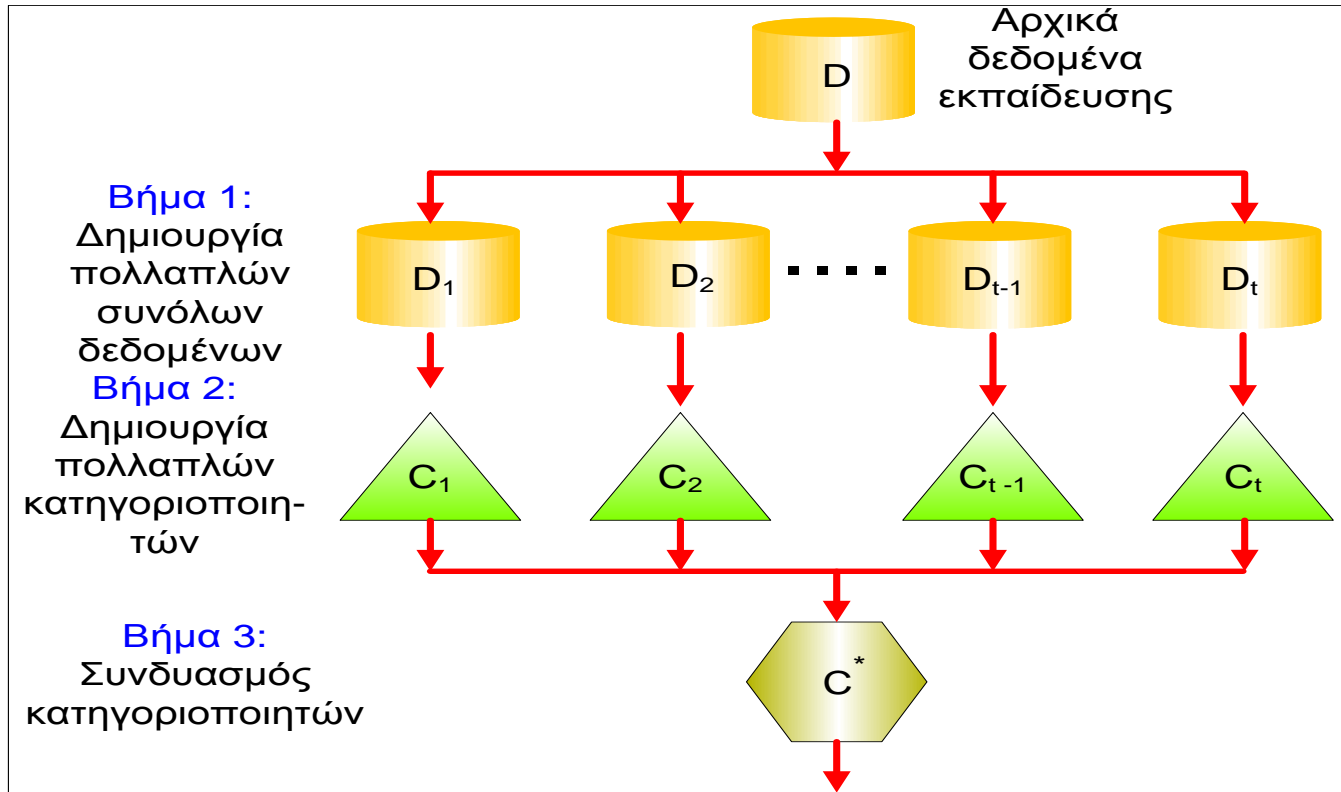 Αρχικά
δεδομένα
εκπαίδευσης
D
Βήμα 1:
Δημιουργία
πολλαπλών
συνόλων
δεδομένων
D1
D2
....
Dt-1
Dt
Βήμα 2:
Δημιουργία
πολλαπλών
κατηγοριοποιη-
τών
C1
C2
Ct -1
Ct
Βήμα 3:
Συνδυασμός
κατηγοριοποιητών
C*